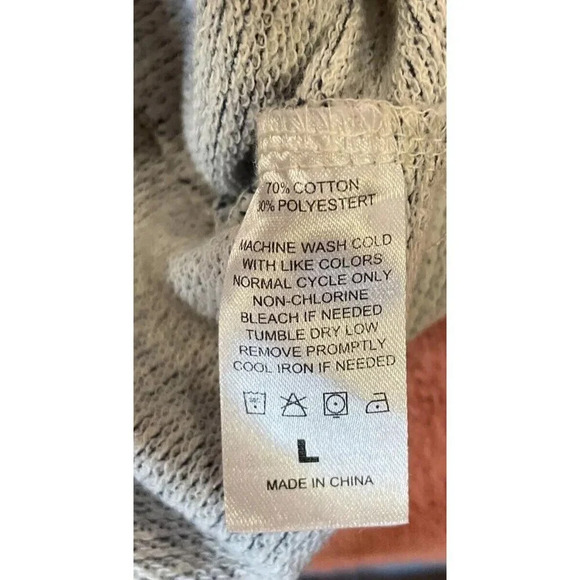 70% COTTON
30% POLYESTERT
MACHINE WASH COLD
WITH LIKE COLORS
NORMAL CYCLE ONLY
NON-CHLORINE
BLEACH IF NEEDED
TUMBLE DRY LOW
REMOVE PROMPTLY
COOL IRON IF NEEDED
L
MADE IN CHINA